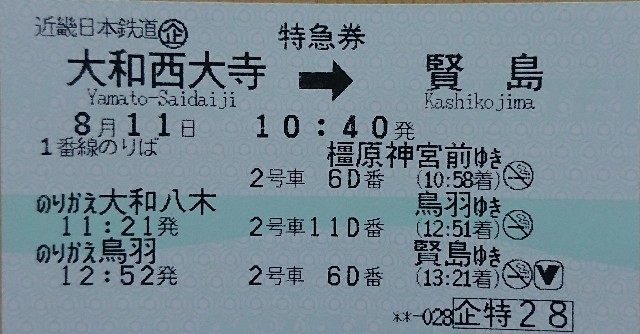 近畿日本鉄道㊭ 特急券
大和西大寺 ➡ 賢島
Yamato-Saidaiji Kashikojima
8月11日 10:40発
1番線のりば 橿原神宮前ゆき
2号車 6D番 (10:58着)
のりかえ大和八木 鳥羽ゆき
11:21発 2号車11D番 (12:51着)
のりかえ鳥羽 賢島ゆき
12:52発 2号車 6D番 (13:21着) V
**-028 企特28